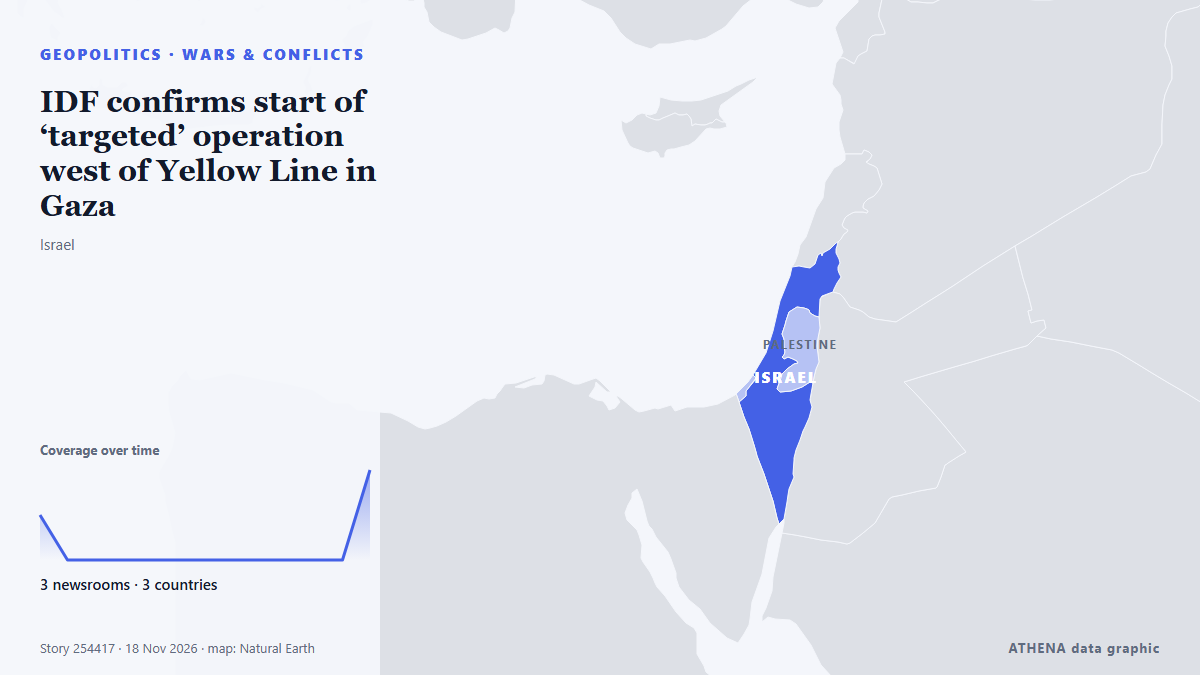 GEOPOLITICS · WARS & CONFLICTS
IDF confirms start of
‘targeted’ operation
west of Yellow Line in
Gaza
Israel
PALESTINE
ISRAEL
Coverage over time
3 newsrooms · 3 countries
Story 254417 · 18 Nov 2026 · map: Natural Earth
ATHENA data graphic